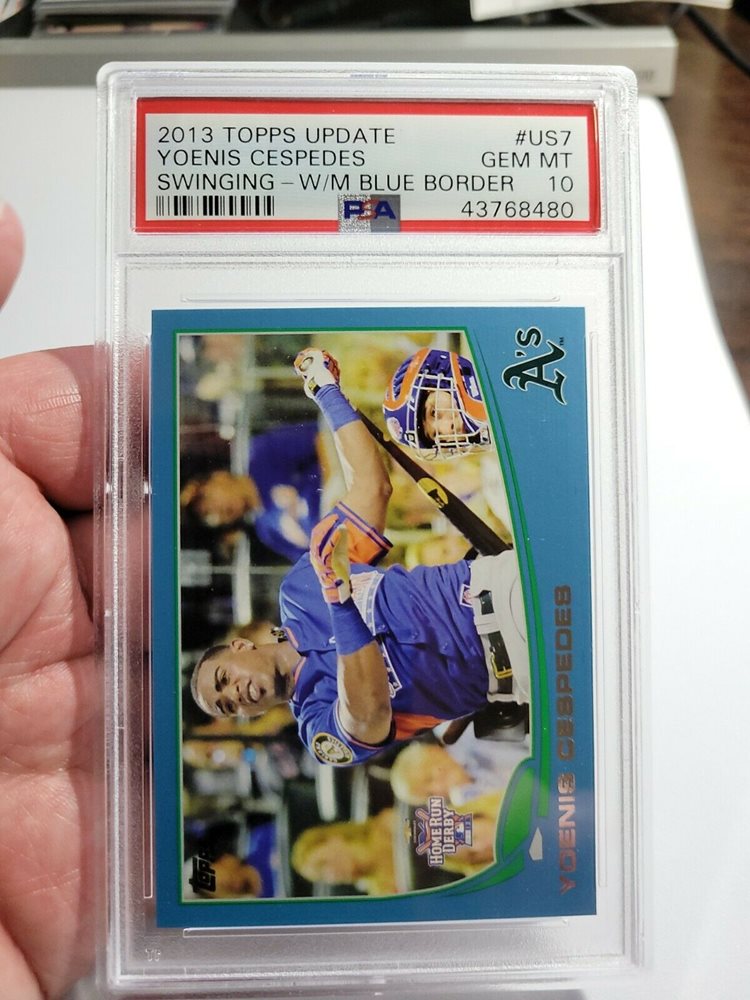 2013 TOPPS UPDATE #US7
YOENIS CESPEDES GEM MT
SWINGING - W/M BLUE BORDER 10
PSA 43768480
A's
HOME RUN
DERBY
YOENIS CESPEDES
TOPPS